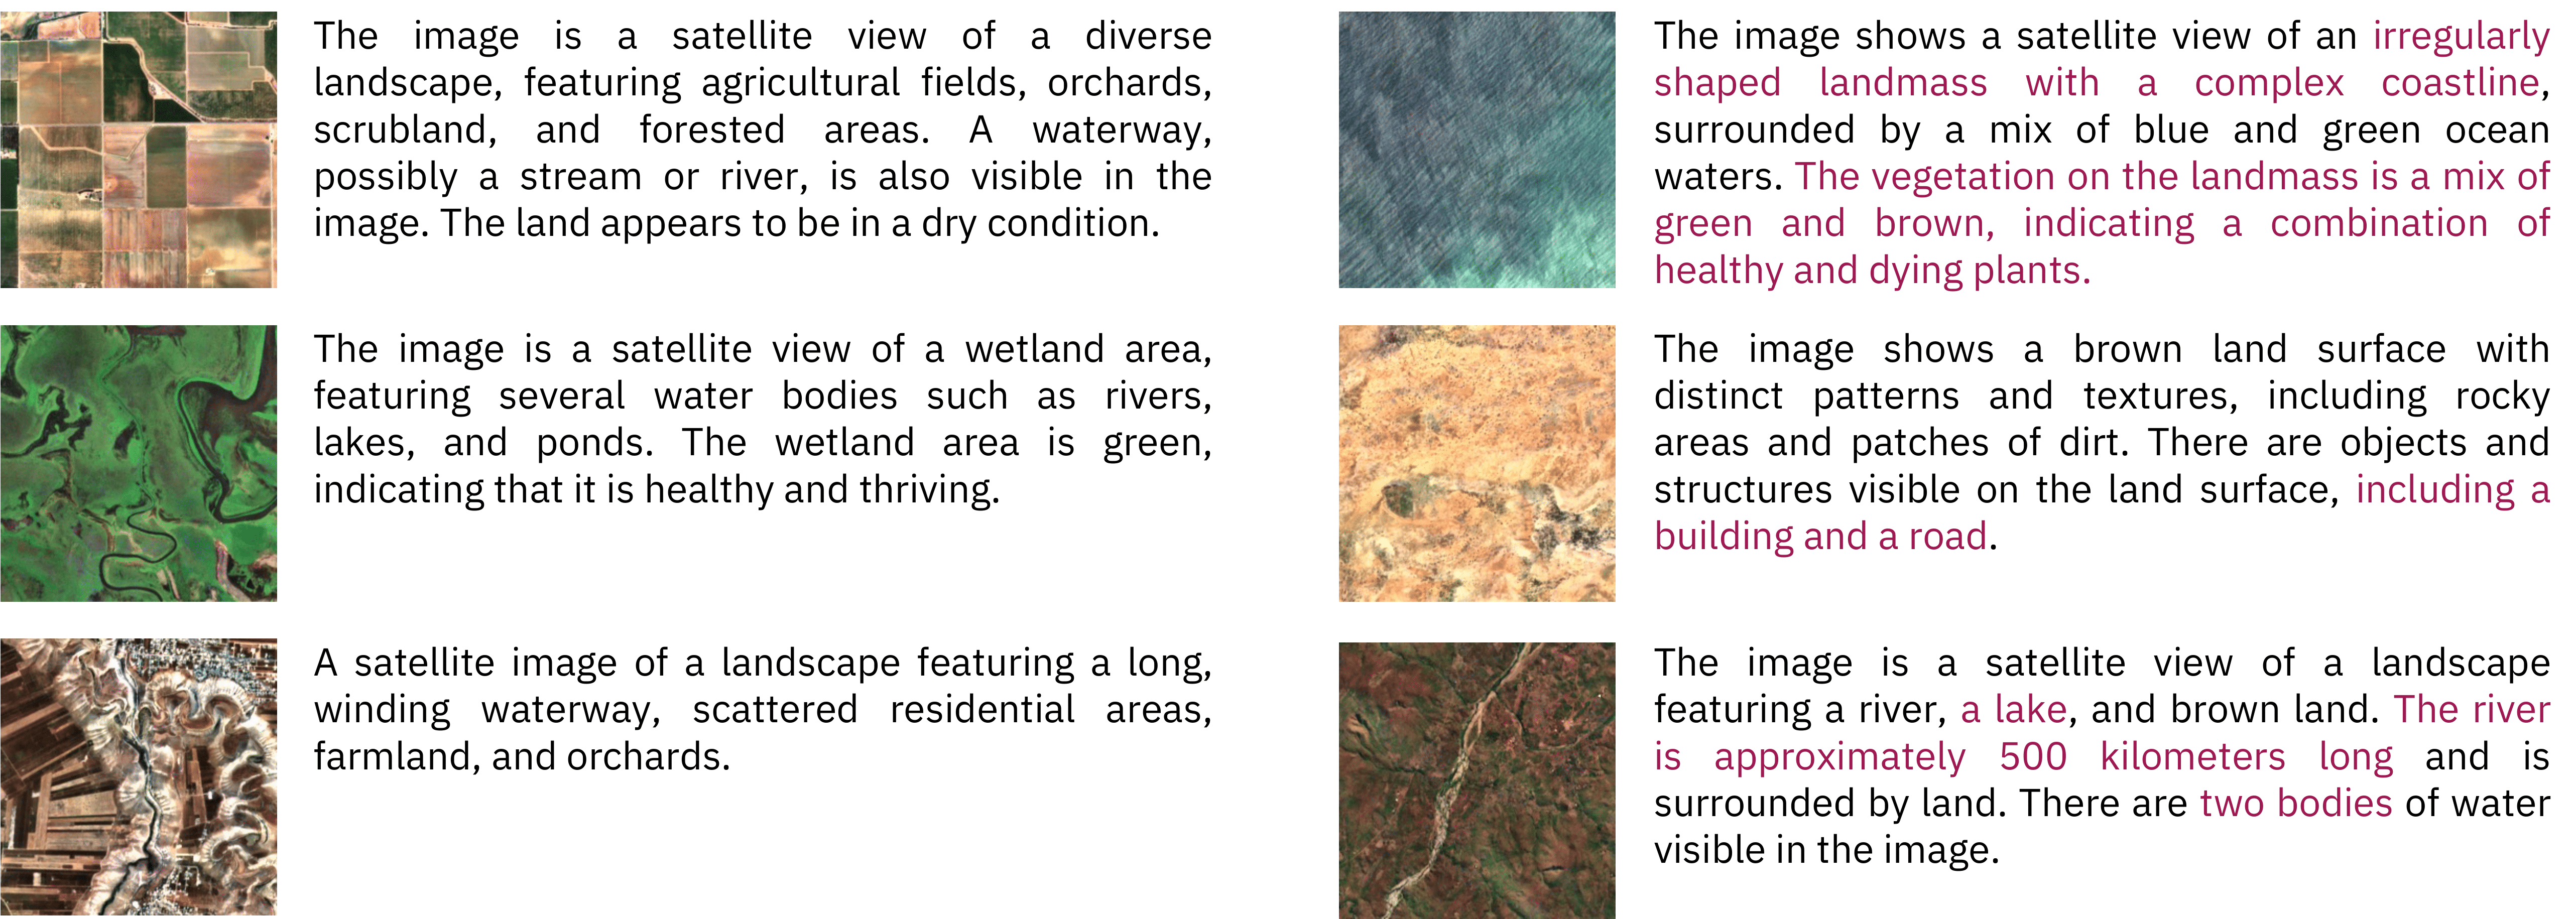 The image is a satellite view of a diverse
landscape, featuring agricultural fields, orchards,
scrubland, and forested areas. A waterway,
possibly a stream or river, is also visible in the
image. The land appears to be in a dry condition.
The image is a satellite view of a wetland area,
featuring several water bodies such as rivers,
lakes, and ponds. The wetland area is green,
indicating that it is healthy and thriving.
A satellite image of a landscape featuring a long,
winding waterway, scattered residential areas,
farmland, and orchards.
The image shows a satellite view of an irregularly
shaped landmass with a complex coastline,
surrounded by a mix of blue and green ocean
waters. The vegetation on the landmass is a mix of
green and brown, indicating a combination of
healthy and dying plants.
The image shows a brown land surface with
distinct patterns and textures, including rocky
areas and patches of dirt. There are objects and
structures visible on the land surface, including a
building and a road.
The image is a satellite view of a landscape
featuring a river, a lake, and brown land. The river
is approximately 500 kilometers long and is
surrounded by land. There are two bodies of water
visible in the image.